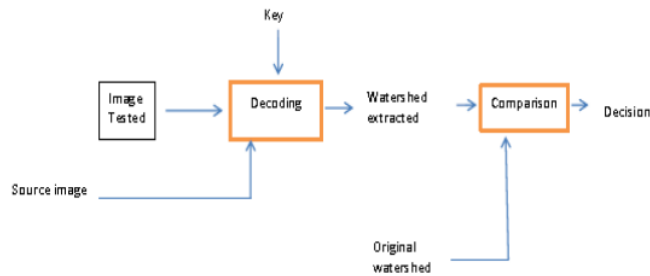 Key
Image
Tested
Decoding
Watershed
extracted
Comparison
Decision
Source image
Original
watershed